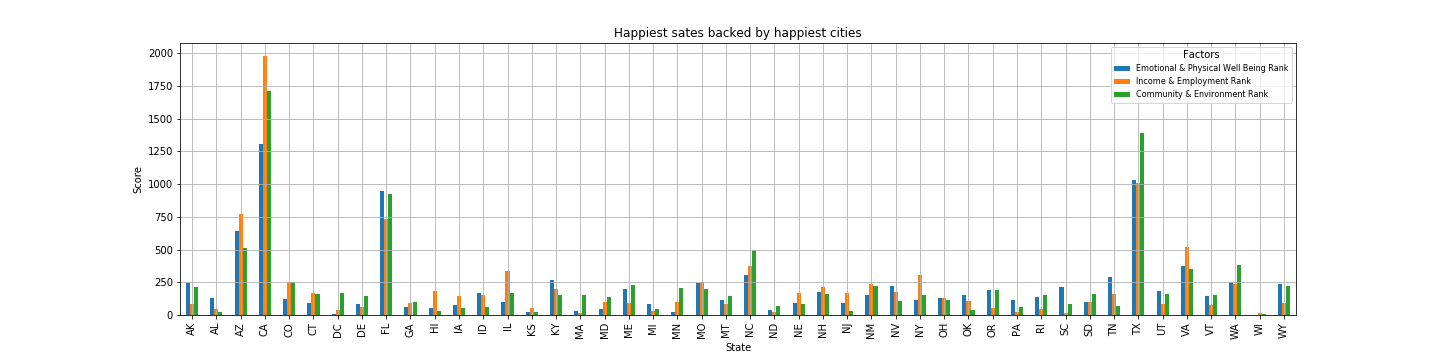 Happiest sates backed by happiest cities
Factors
Emotional & Physical Well Being Rank
Income & Employment Rank
Community & Environment Rank
Score
2000
1750
1500
1250
1000
750
500
250
0
AK AL AZ CA CO CT DC DE FL GA HI IA ID IL KS KY MA MD ME MI MN MO MT NC ND NE NH NJ NM NV NY OH OK OR PA RI SC SD TN TX UT VA VT WA WI WY
State